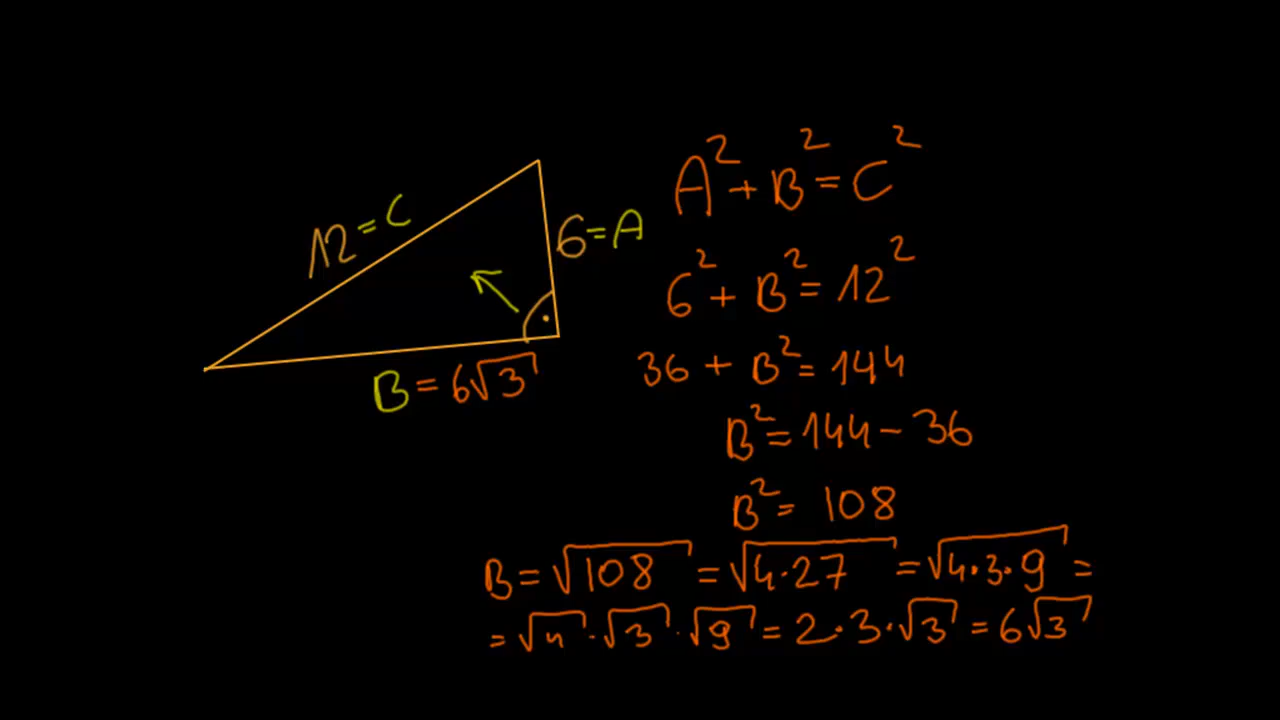 12 = C
6 = A
B = 6√3
A² + B² = C²
6² + B² = 12²
36 + B² = 144
B² = 144 - 36
B² = 108
B = √108 = √4·27 = √4·3·9 =
= √4 · √3 · √9 = 2·3·√3 = 6√3